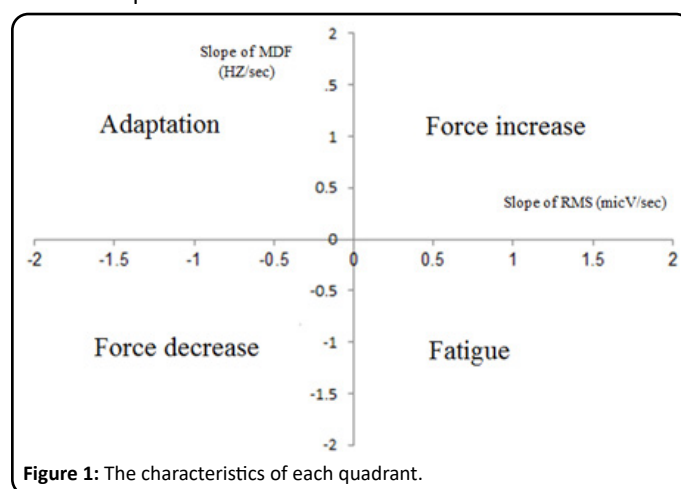 2
Slope of MDF
(HZ/sec)
.5
Adaptation
Force increase
1
0.5
Slope of RMS (micV/sec)
0
-2 -1.5 -1 -0.5 0 0.5 1 1.5 2
-0.5
Force decrease
-1
Fatigue
-1.5
-2
Figure 1: The characteristics of each quadrant.